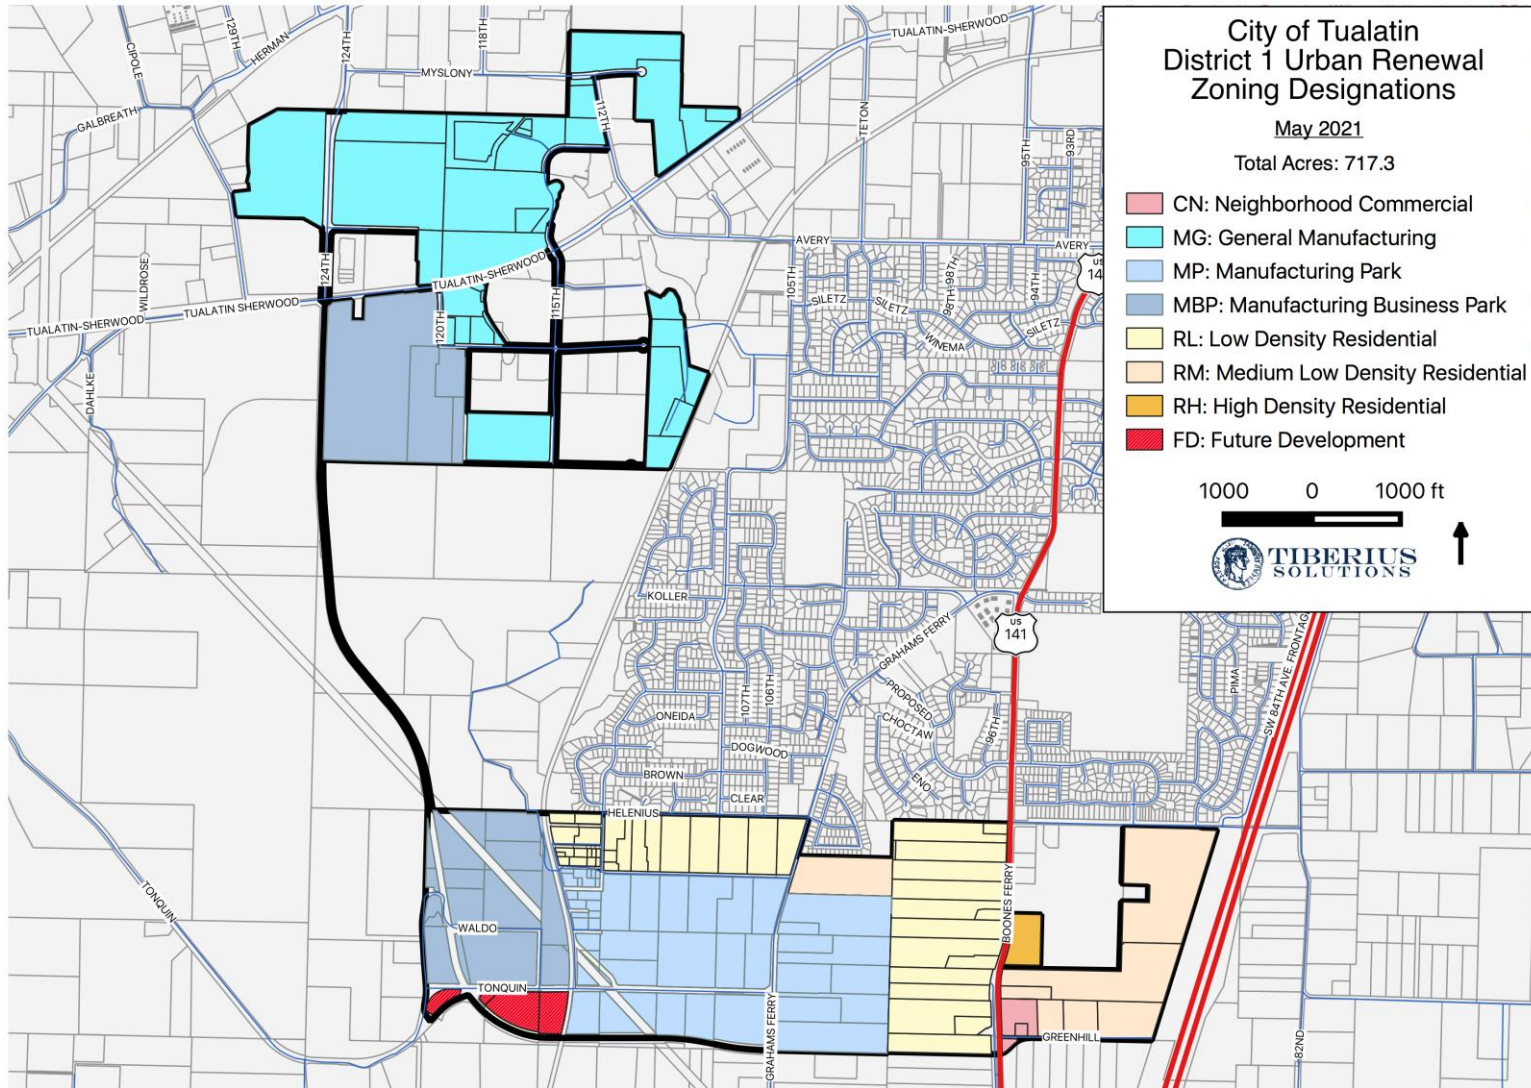 City of Tualatin
District 1 Urban Renewal
Zoning Designations
May 2021
Total Acres: 717.3
CN: Neighborhood Commercial
MG: General Manufacturing
MP: Manufacturing Park
MBP: Manufacturing Business Park
RL: Low Density Residential
RM: Medium Low Density Residential
RH: High Density Residential
FD: Future Development
1000 0 1000 ft
TIBERIUS
SOLUTIONS
CIPOLE
129TH
HERMAN
124TH
118TH
MYSLONY
TUALATIN-SHERWOOD
GALBREATH
112TH
TETON
95TH
93RD
AVERY
AVERY
US
14
WILDROSE
124TH
TUALATIN-SHERWOOD
105TH
SILETZ
SILETZ
98TH
98TH
94TH
SILETZ
WINEMA
TUALATIN-SHERWOOD
TUALATIN SHERWOOD
120TH
115TH
DAHLKE
KOLLER
GRAHAMS FERRY
US
141
SW 84TH AVE. FRONTAG
PIMA
PROPOSED
CHOCTAW
96TH
107TH
106TH
ONEIDA
DOGWOOD
BROWN
ENO
CLEAR
HELENIUS
TONQUIN
WALDO
BOONES FERRY
TONQUIN
GRAHAMS FERRY
GREENHILL
82ND